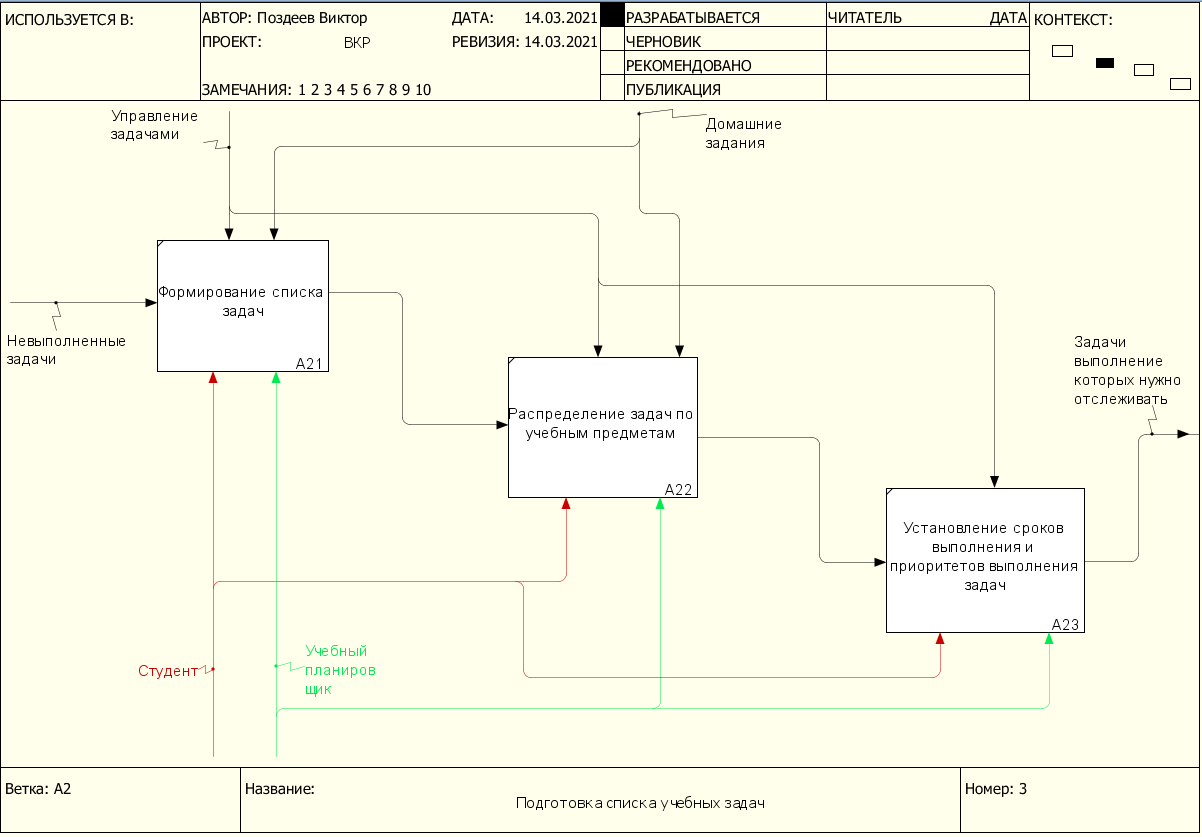 ИСПОЛЬЗУЕТСЯ В:
АВТОР: Поздеев Виктор
ДАТА: 14.03.2021
ПРОЕКТ: ВКР
РЕВИЗИЯ: 14.03.2021
ЗАМЕЧАНИЯ: 1 2 3 4 5 6 7 8 9 10
РАЗРАБАТЫВАЕТСЯ
ЧЕРНОВИК
РЕКОМЕНДОВАНО
ПУБЛИКАЦИЯ
ЧИТАТЕЛЬ
ДАТА
КОНТЕКСТ:
Управление
задачами
Домашние
задания
Формирование списка
задач
A21
Невыполненные
задачи
Задачи
выполнение
которых нужно
отслеживать
Распределение задач по
учебным предметам
A22
Установление сроков
выполнения и
приоритетов выполнения
задач
A23
Студент
Учебный
планиров
щик
Ветка: A2
Название:
Подготовка списка учебных задач
Номер: 3